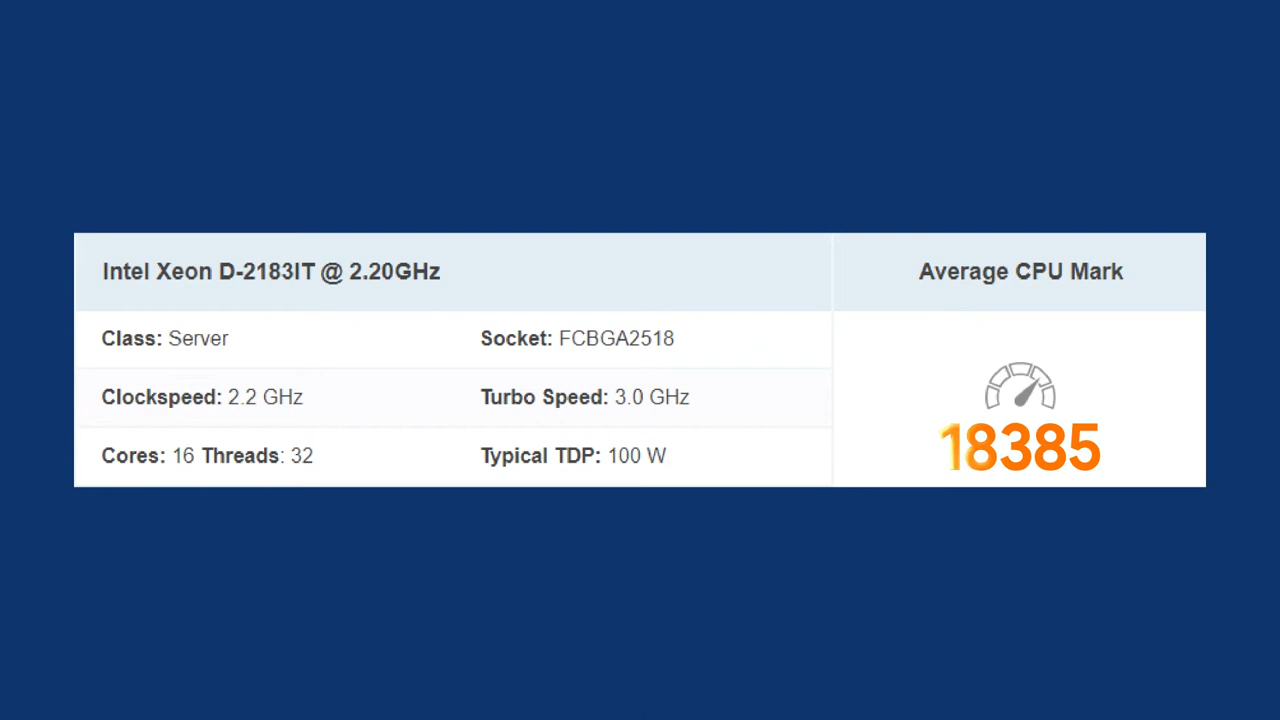 Intel Xeon D-2183IT @ 2.20GHz
Average CPU Mark
Class: Server
Socket: FCBGA2518
Clockspeed: 2.2 GHz
Turbo Speed: 3.0 GHz
Cores: 16 Threads: 32
Typical TDP: 100 W
18385